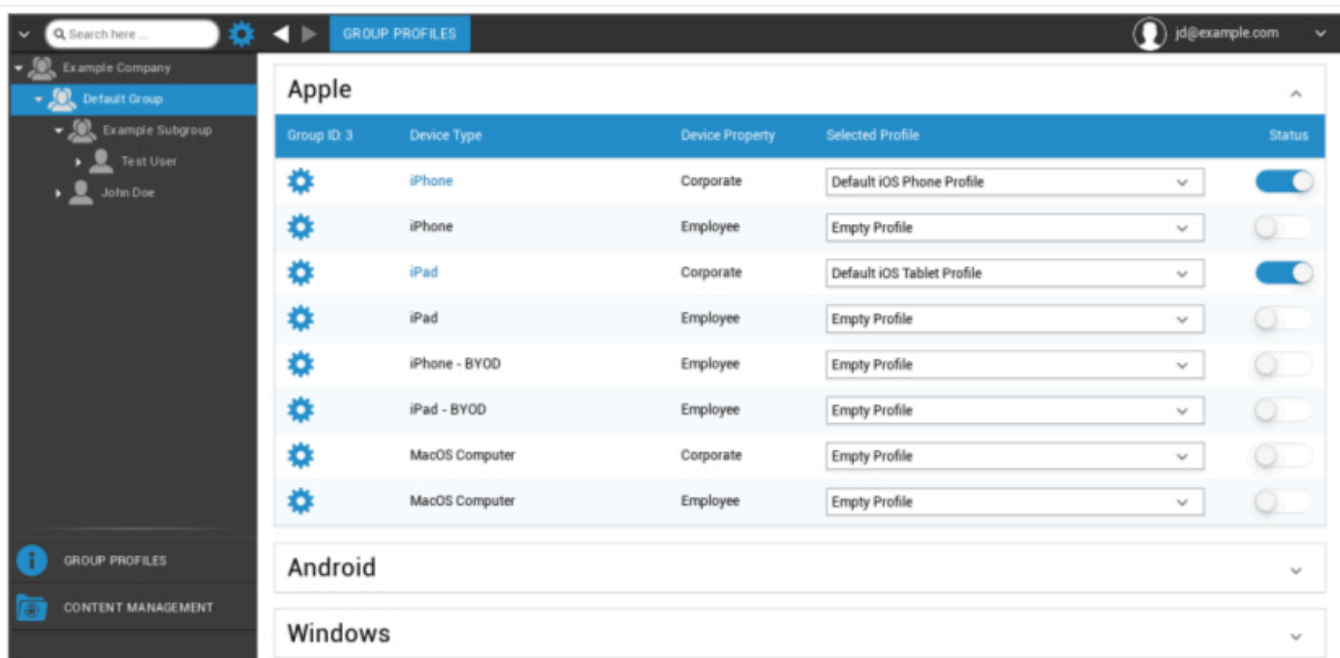 Search here ...
GROUP PROFILES
jd@example.com
Example Company
Default Group
Example Subgroup
Test User
John Doe
GROUP PROFILES
CONTENT MANAGEMENT
Apple
Group ID: 3 Device Type Device Property Selected Profile Status
iPhone Corporate Default iOS Phone Profile
iPhone Employee Empty Profile
iPad Corporate Default iOS Tablet Profile
iPad Employee Empty Profile
iPhone - BYOD Employee Empty Profile
iPad - BYOD Employee Empty Profile
MacOS Computer Corporate Empty Profile
MacOS Computer Employee Empty Profile
Android
Windows